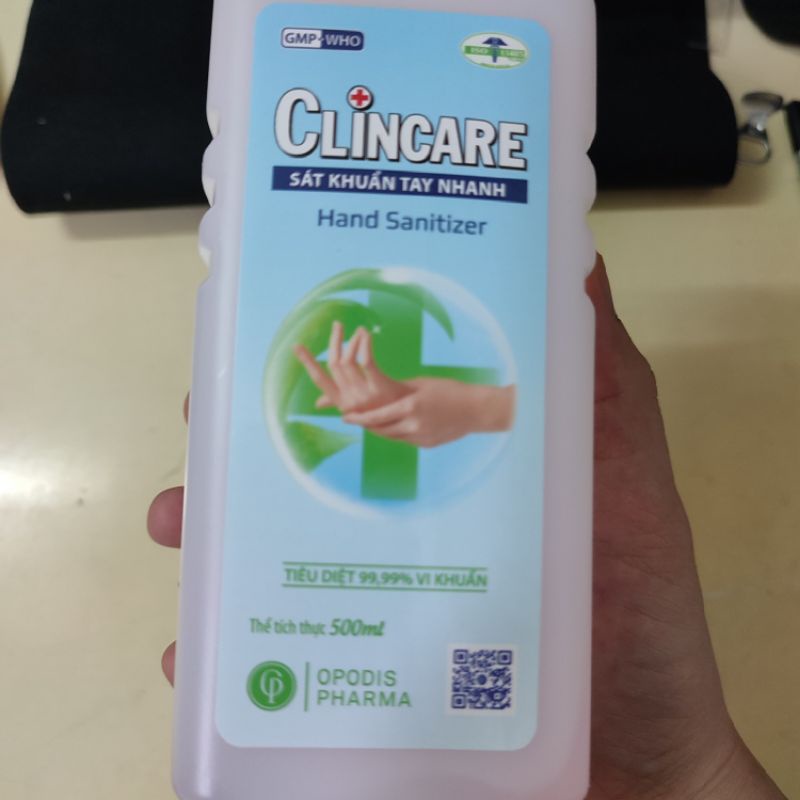 GMP-WHO
ISO
CLINCARE
SÁT KHUẨN TAY NHANH
Hand Sanitizer
TIÊU DIỆT 99,99% VI KHUẨN
Thể tích thực 500ml
OPODIS
PHARMA